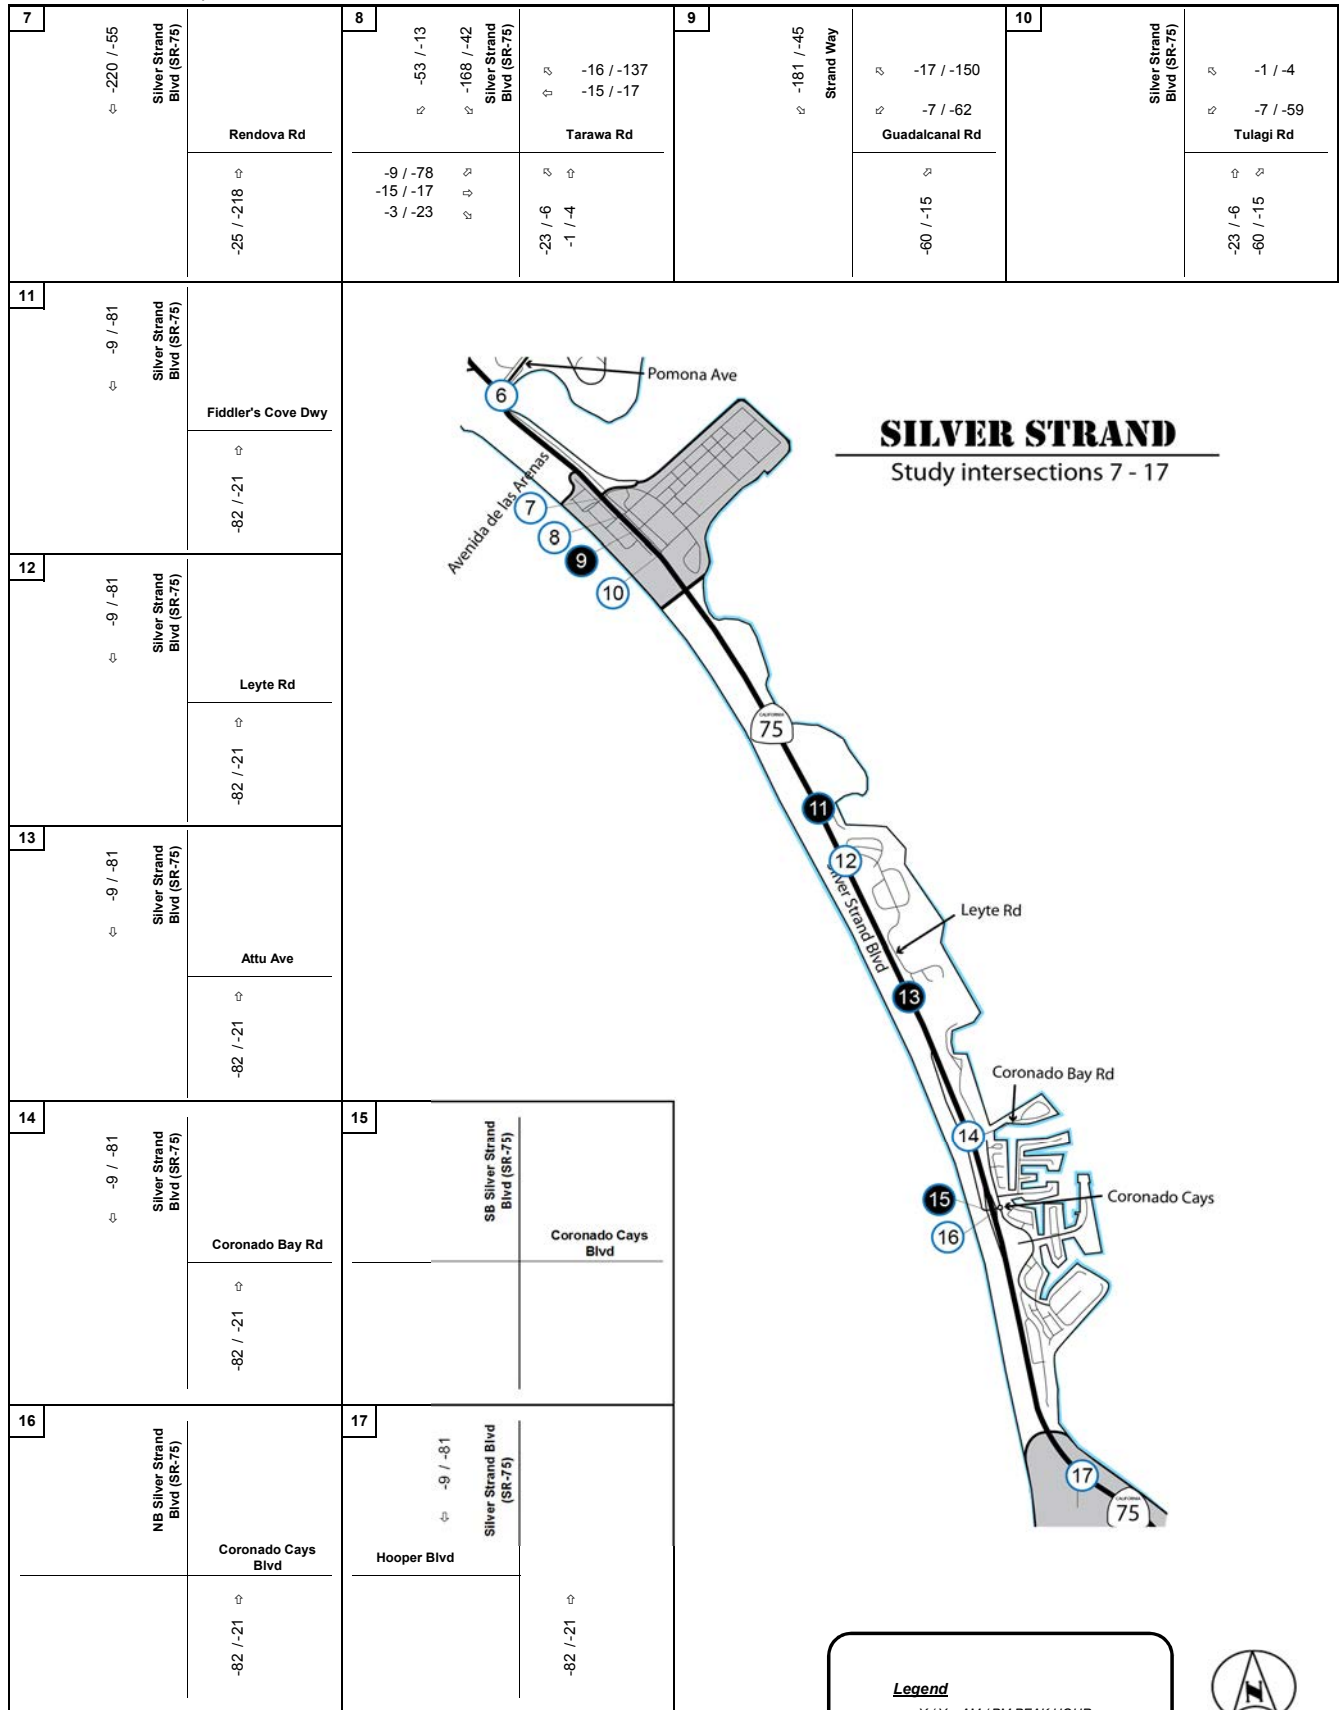 7
-220 / -55
Silver Strand
Blvd (SR-75)
Rendova Rd
-25 / -218
8
-53 / -13
-168 / -42
Silver Strand
Blvd (SR-75)
-16 / -137
-15 / -17
Tarawa Rd
-9 / -78
-15 / -17
-3 / -23
-23 / -6
-1 / -4
9
-181 / -45
Strand Way
-17 / -150
-7 / -62
Guadalcanal Rd
-60 / -15
10
Silver Strand
Blvd (SR-75)
-1 / -4
-7 / -59
Tulagi Rd
-23 / -6
-60 / -15
11
-9 / -81
Silver Strand
Blvd (SR-75)
Fiddler's Cove Dwy
-82 / -21
12
-9 / -81
Silver Strand
Blvd (SR-75)
Leyte Rd
-82 / -21
13
-9 / -81
Silver Strand
Blvd (SR-75)
Attu Ave
-82 / -21
14
-9 / -81
Silver Strand
Blvd (SR-75)
Coronado Bay Rd
-82 / -21
15
SB Silver Strand
Blvd (SR-75)
Coronado Cays
Blvd
16
NB Silver Strand
Blvd (SR-75)
Coronado Cays
Blvd
-82 / -21
17
-9 / -81
Silver Strand Blvd
(SR-75)
Hooper Blvd
-82 / -21
SILVER STRAND
Study intersections 7 - 17
Pomona Ave
6
Avenida de las Arenas
7
8
9
10
CALIFORNIA
75
11
12
Silver Strand Blvd
Leyte Rd
13
Coronado Bay Rd
14
15
Coronado Cays
16
17
CALIFORNIA
75
Legend
N